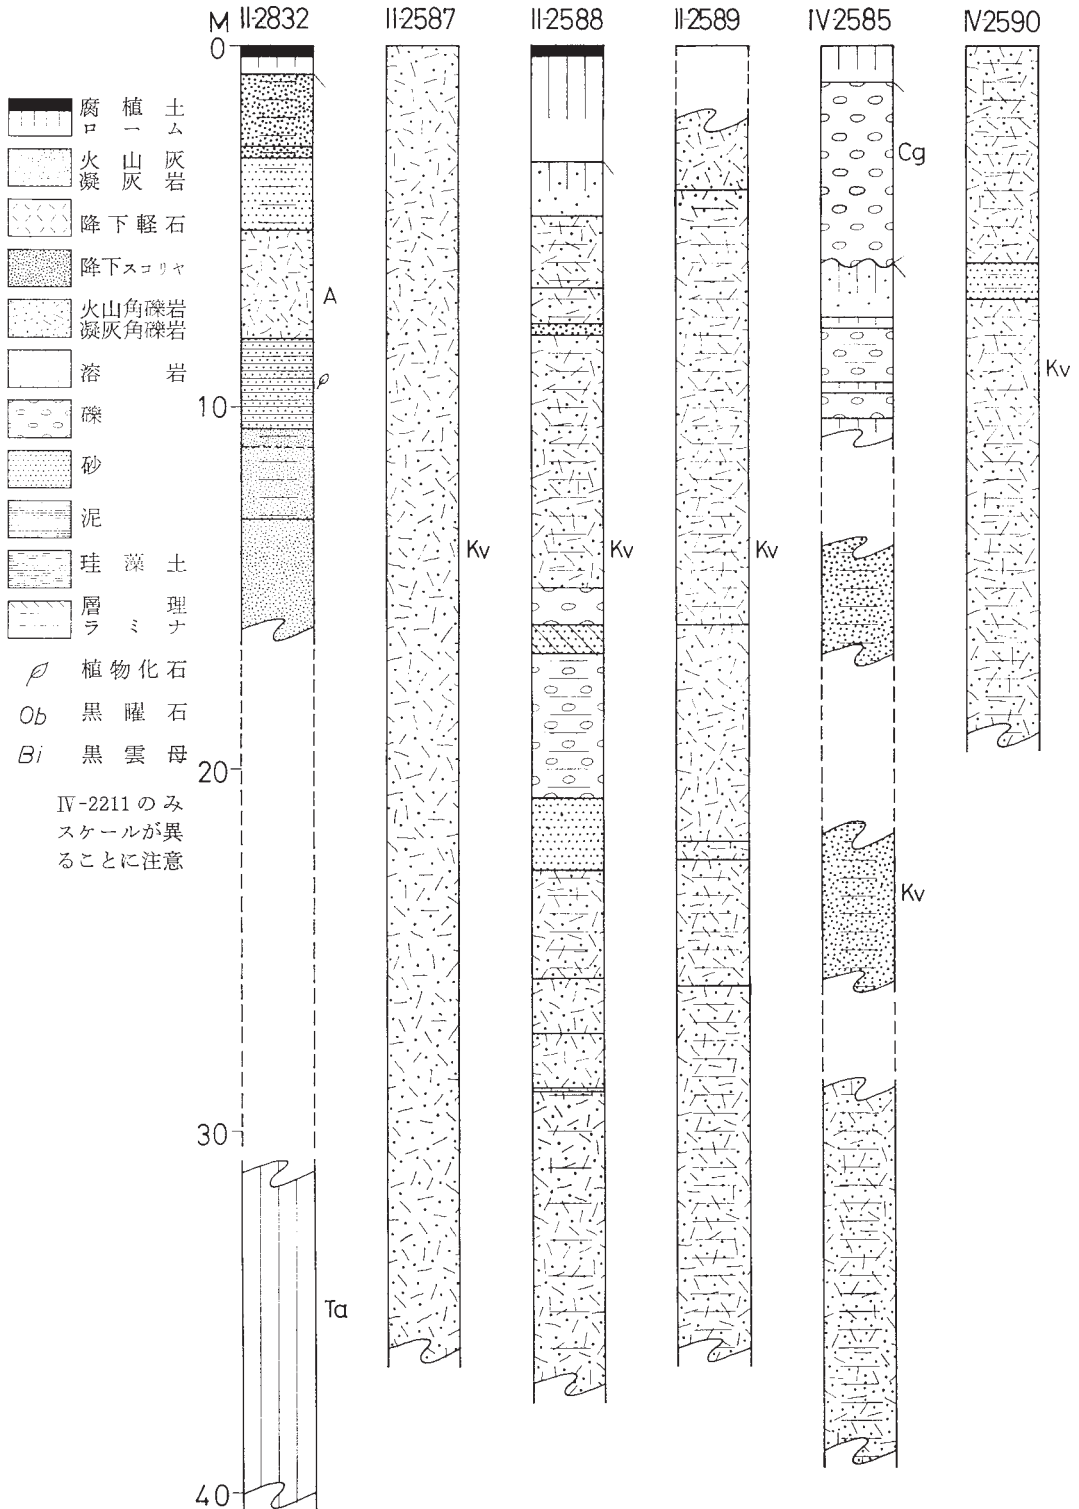 M II-2832 II-2587 II-2588 II-2589 IV-2585 IV-2590
0
10
20
30
40
腐植土
ローム
火山灰
凝灰岩
降下軽石
降下スコリヤ
火山角礫岩
凝灰角礫岩
溶岩
礫
砂
泥
珪藻土
層理
ラミナ
植物化石
Ob 黒曜石
Bi 黒雲母
IV-2211のみ
スケールが異
ることに注意
A
Ta
Kv
Kv
Kv
Cg
Kv
Kv